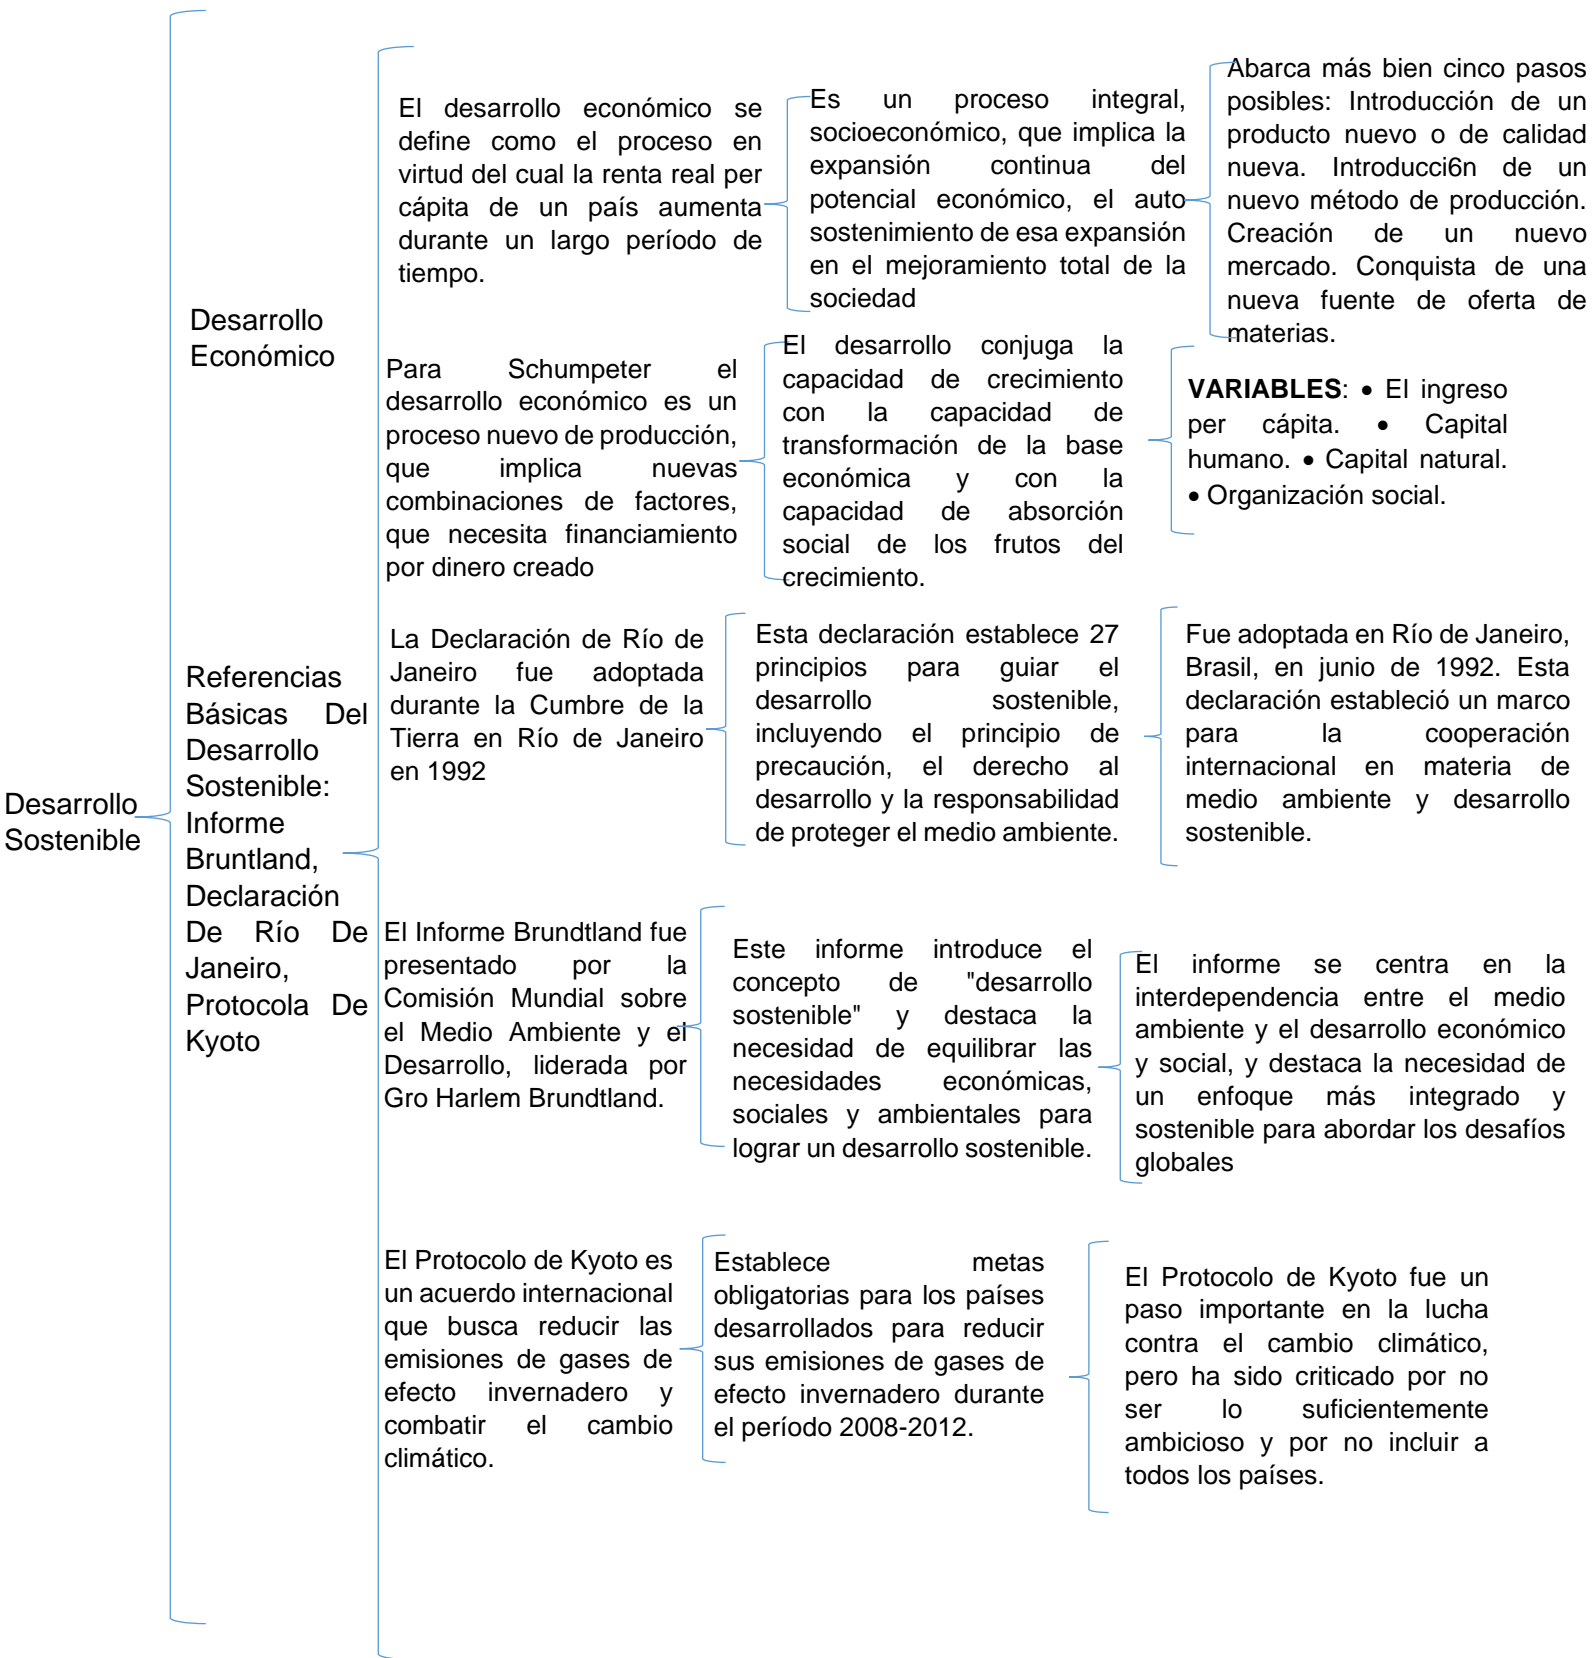 Desarrollo
Sostenible
Desarrollo
Económico
El desarrollo económico se
define como el proceso en
virtud del cual la renta real per
cápita de un país aumenta
durante un largo período de
tiempo.
Es un proceso integral,
socioeconómico, que implica la
expansión continua del
potencial económico, el auto
sostenimiento de esa expansión
en el mejoramiento total de la
sociedad
Abarca más bien cinco pasos
posibles: Introducción de un
producto nuevo o de calidad
nueva. Introducci6n de un
nuevo método de producción.
Creación de un nuevo
mercado. Conquista de una
nueva fuente de oferta de
materias.
Para Schumpeter el
desarrollo económico es un
proceso nuevo de producción,
que implica nuevas
combinaciones de factores,
que necesita financiamiento
por dinero creado
El desarrollo conjuga la
capacidad de crecimiento
con la capacidad de
transformación de la base
económica y con la
capacidad de absorción
social de los frutos del
crecimiento.
VARIABLES: • El ingreso
per cápita. • Capital
humano. • Capital natural.
• Organización social.
Referencias
Básicas Del
Desarrollo
Sostenible:
Informe
Bruntland,
Declaración
De Río De
Janeiro,
Protocola De
Kyoto
La Declaración de Río de
Janeiro fue adoptada
durante la Cumbre de la
Tierra en Río de Janeiro
en 1992
Esta declaración establece 27
principios para guiar el
desarrollo sostenible,
incluyendo el principio de
precaución, el derecho al
desarrollo y la responsabilidad
de proteger el medio ambiente.
Fue adoptada en Río de Janeiro,
Brasil, en junio de 1992. Esta
declaración estableció un marco
para la cooperación
internacional en materia de
medio ambiente y desarrollo
sostenible.
El Informe Brundtland fue
presentado por la
Comisión Mundial sobre
el Medio Ambiente y el
Desarrollo, liderada por
Gro Harlem Brundtland.
Este informe introduce el
concepto de "desarrollo
sostenible" y destaca la
necesidad de equilibrar las
necesidades económicas,
sociales y ambientales para
lograr un desarrollo sostenible.
El informe se centra en la
interdependencia entre el medio
ambiente y el desarrollo económico
y social, y destaca la necesidad de
un enfoque más integrado y
sostenible para abordar los desafíos
globales
El Protocolo de Kyoto es
un acuerdo internacional
que busca reducir las
emisiones de gases de
efecto invernadero y
combatir el cambio
climático.
Establece metas
obligatorias para los países
desarrollados para reducir
sus emisiones de gases de
efecto invernadero durante
el período 2008-2012.
El Protocolo de Kyoto fue un
paso importante en la lucha
contra el cambio climático,
pero ha sido criticado por no
ser lo suficientemente
ambicioso y por no incluir a
todos los países.